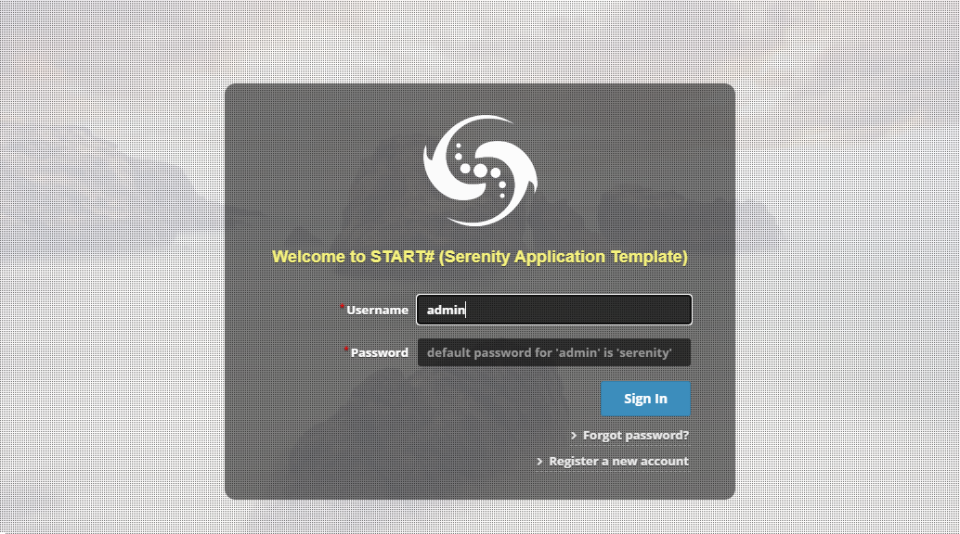 Welcome to START# (Serenity Application Template)
*Username admin
*Password default password for 'admin' is 'serenity'
Sign In
> Forgot password?
> Register a new account